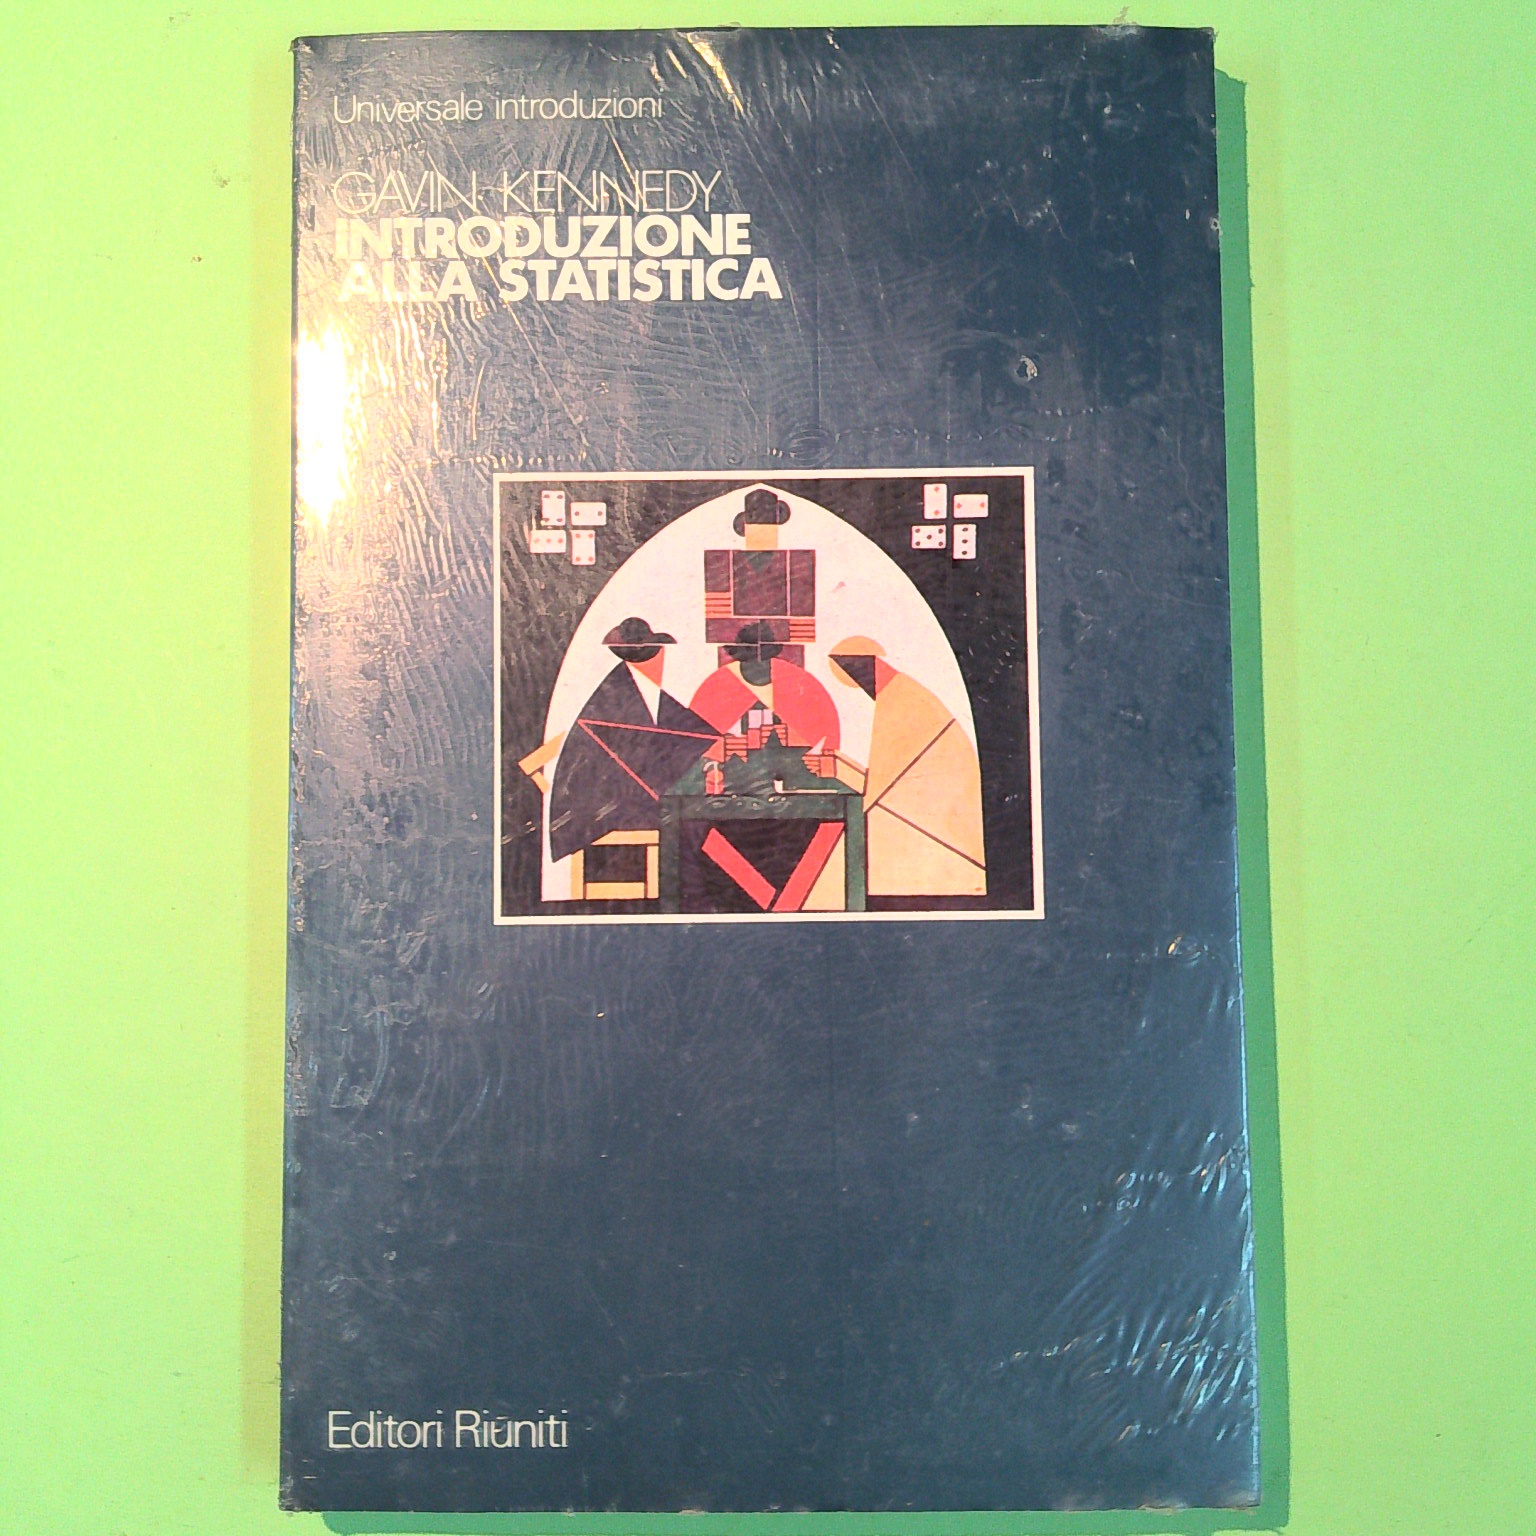 Universale introduzioni
GAVIN KENNEDY
INTRODUZIONE
ALLA STATISTICA
Editori Riuniti